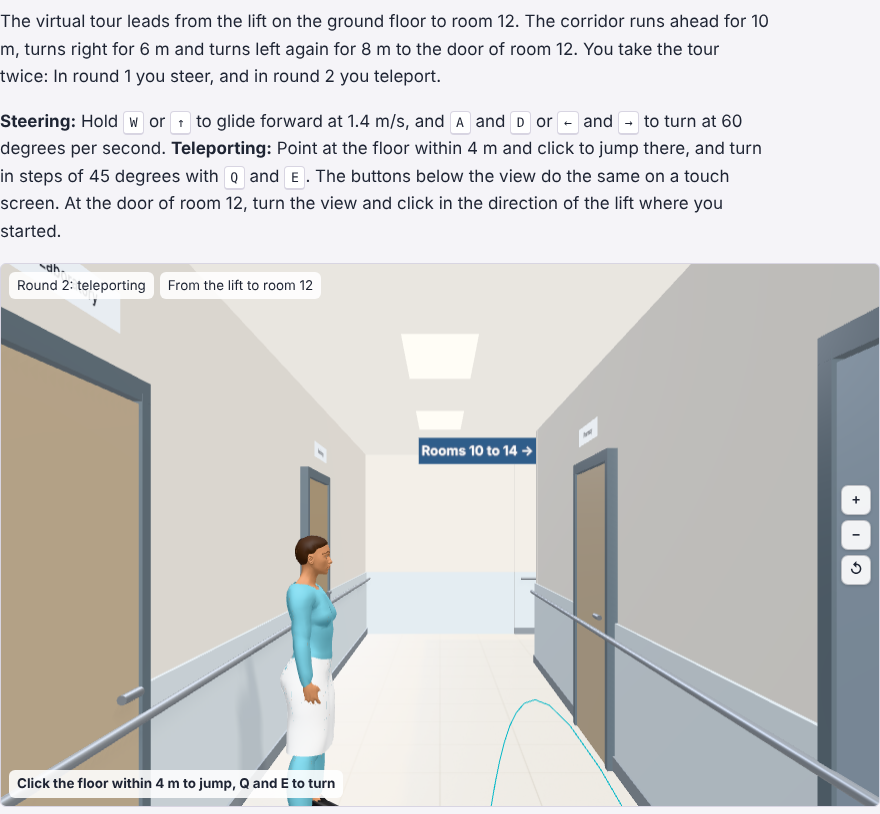 The virtual tour leads from the lift on the ground floor to room 12. The corridor runs ahead for 10
m, turns right for 6 m and turns left again for 8 m to the door of room 12. You take the tour
twice: In round 1 you steer, and in round 2 you teleport.
Steering: Hold W or ↑ to glide forward at 1.4 m/s, and A and D or ← and → to turn at 60
degrees per second. Teleporting: Point at the floor within 4 m and click to jump there, and turn
in steps of 45 degrees with Q and E. The buttons below the view do the same on a touch
screen. At the door of room 12, turn the view and click in the direction of the lift where you
started.
Round 2: teleporting
From the lift to room 12
Rooms 10 to 14 →
+
−
Click the floor within 4 m to jump, Q and E to turn